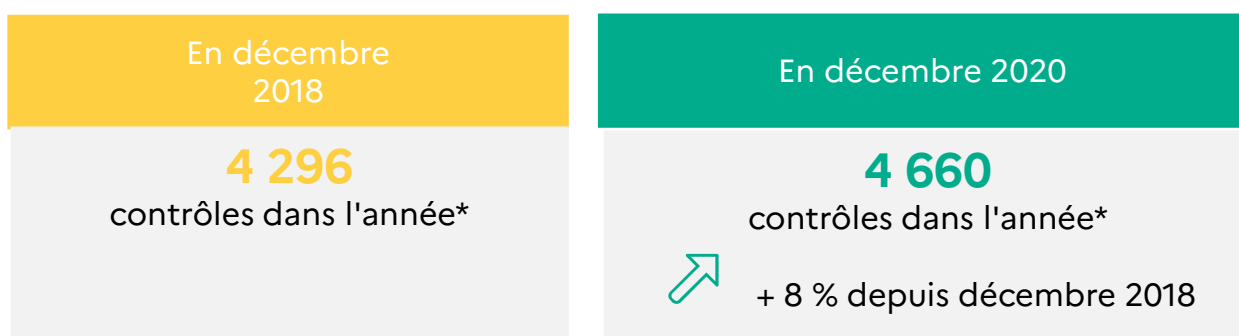 En décembre
2018
4 296
contrôles dans l'année*
En décembre 2020
4 660
contrôles dans l'année*
+ 8 % depuis décembre 2018